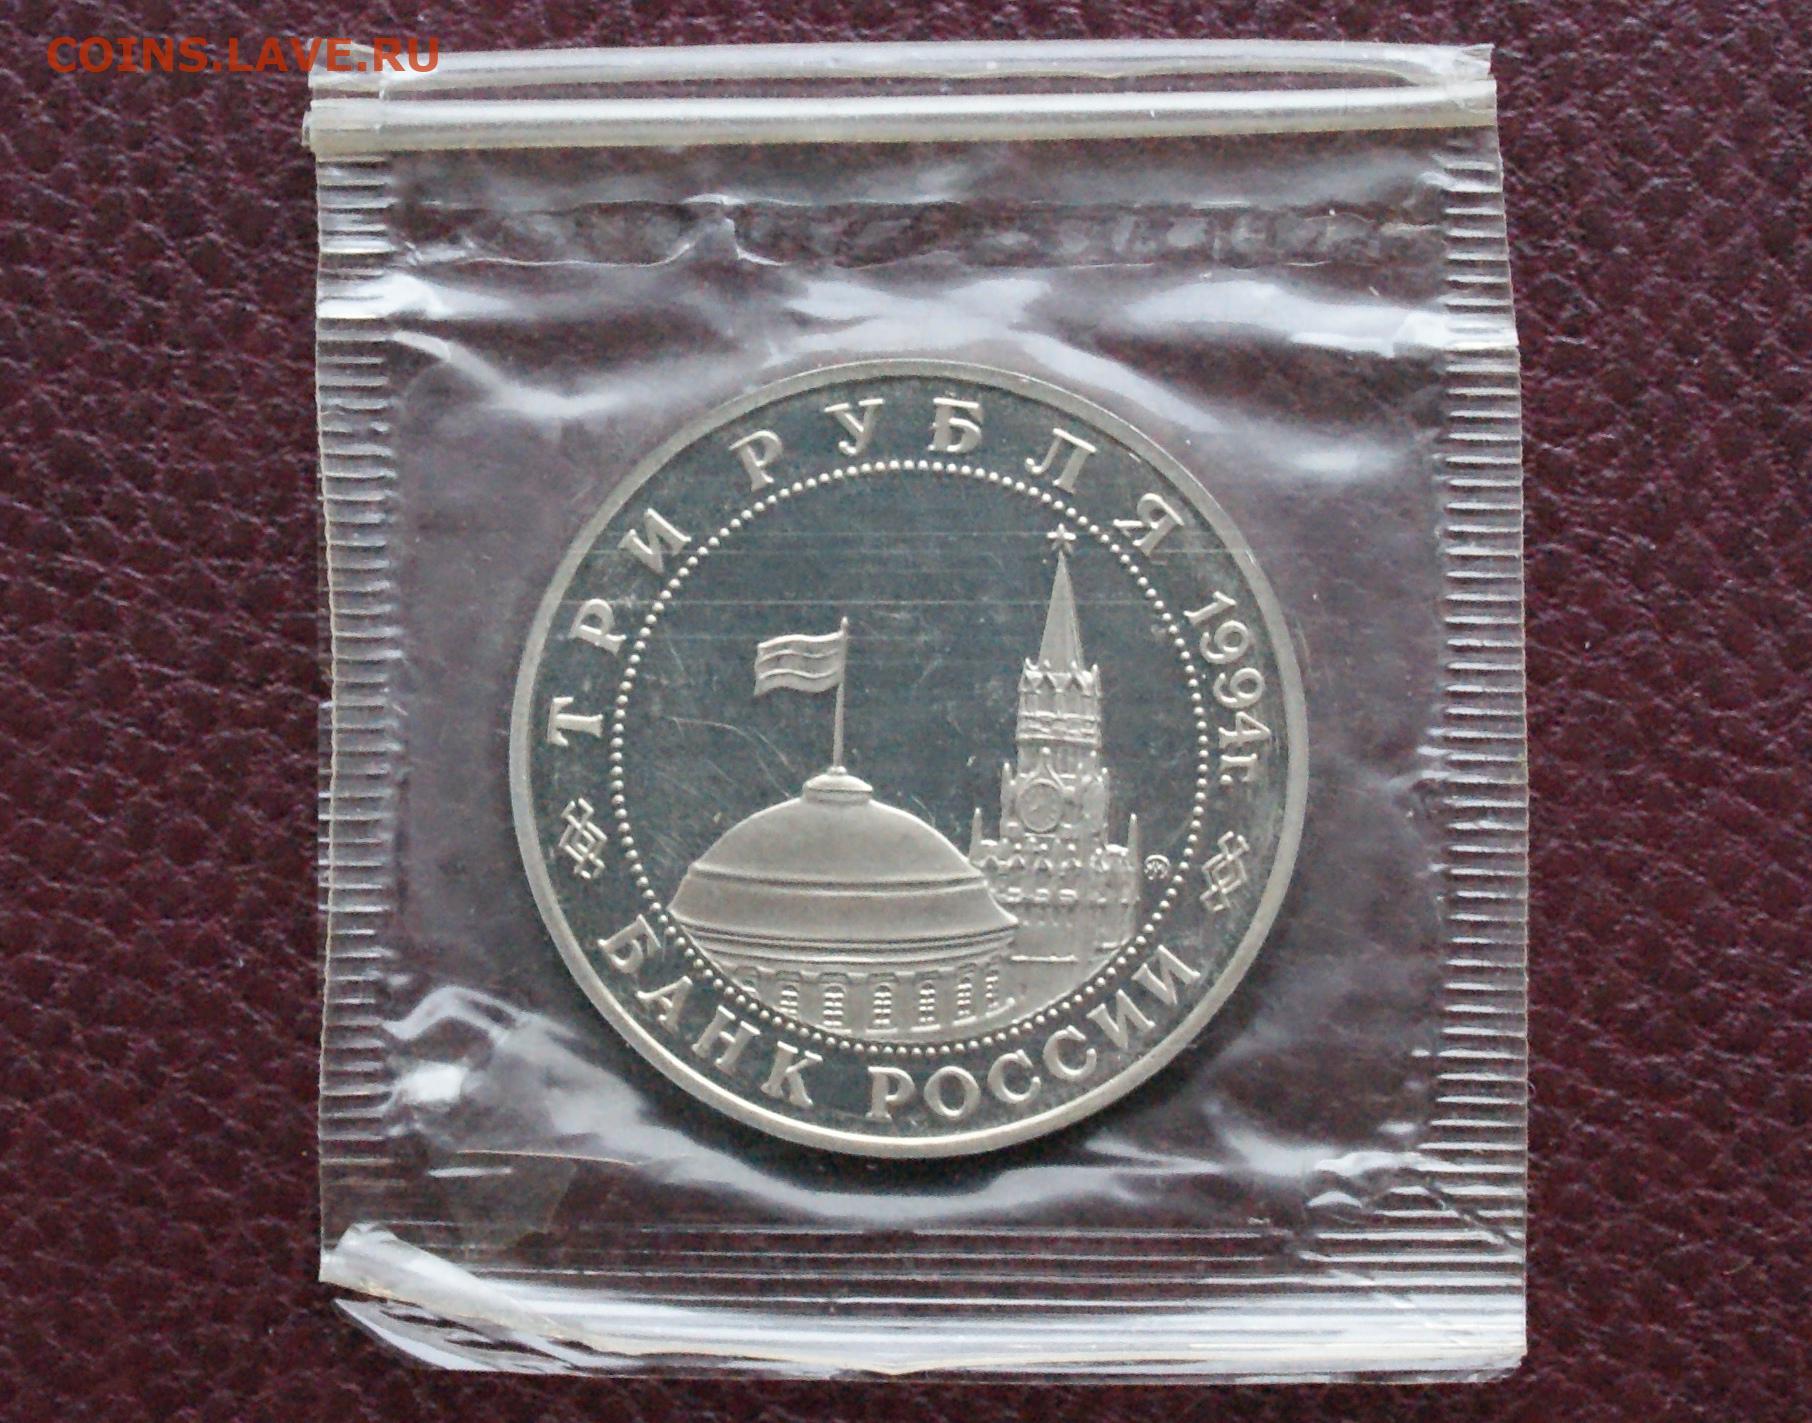 COINS.LAVE.RU
ТРИ РУБЛЯ 1994г.
БАНК РОССИИ